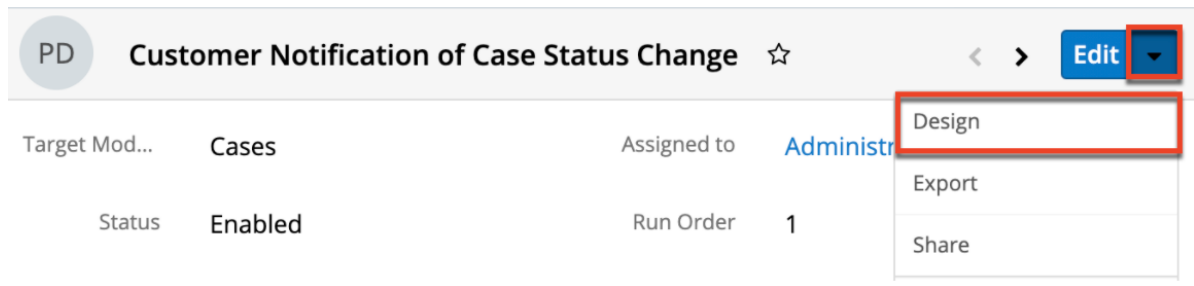 PD Customer Notification of Case Status Change Edit
Design
Target Mod... Cases Assigned to Administr
Export
Status Enabled Run Order 1
Share